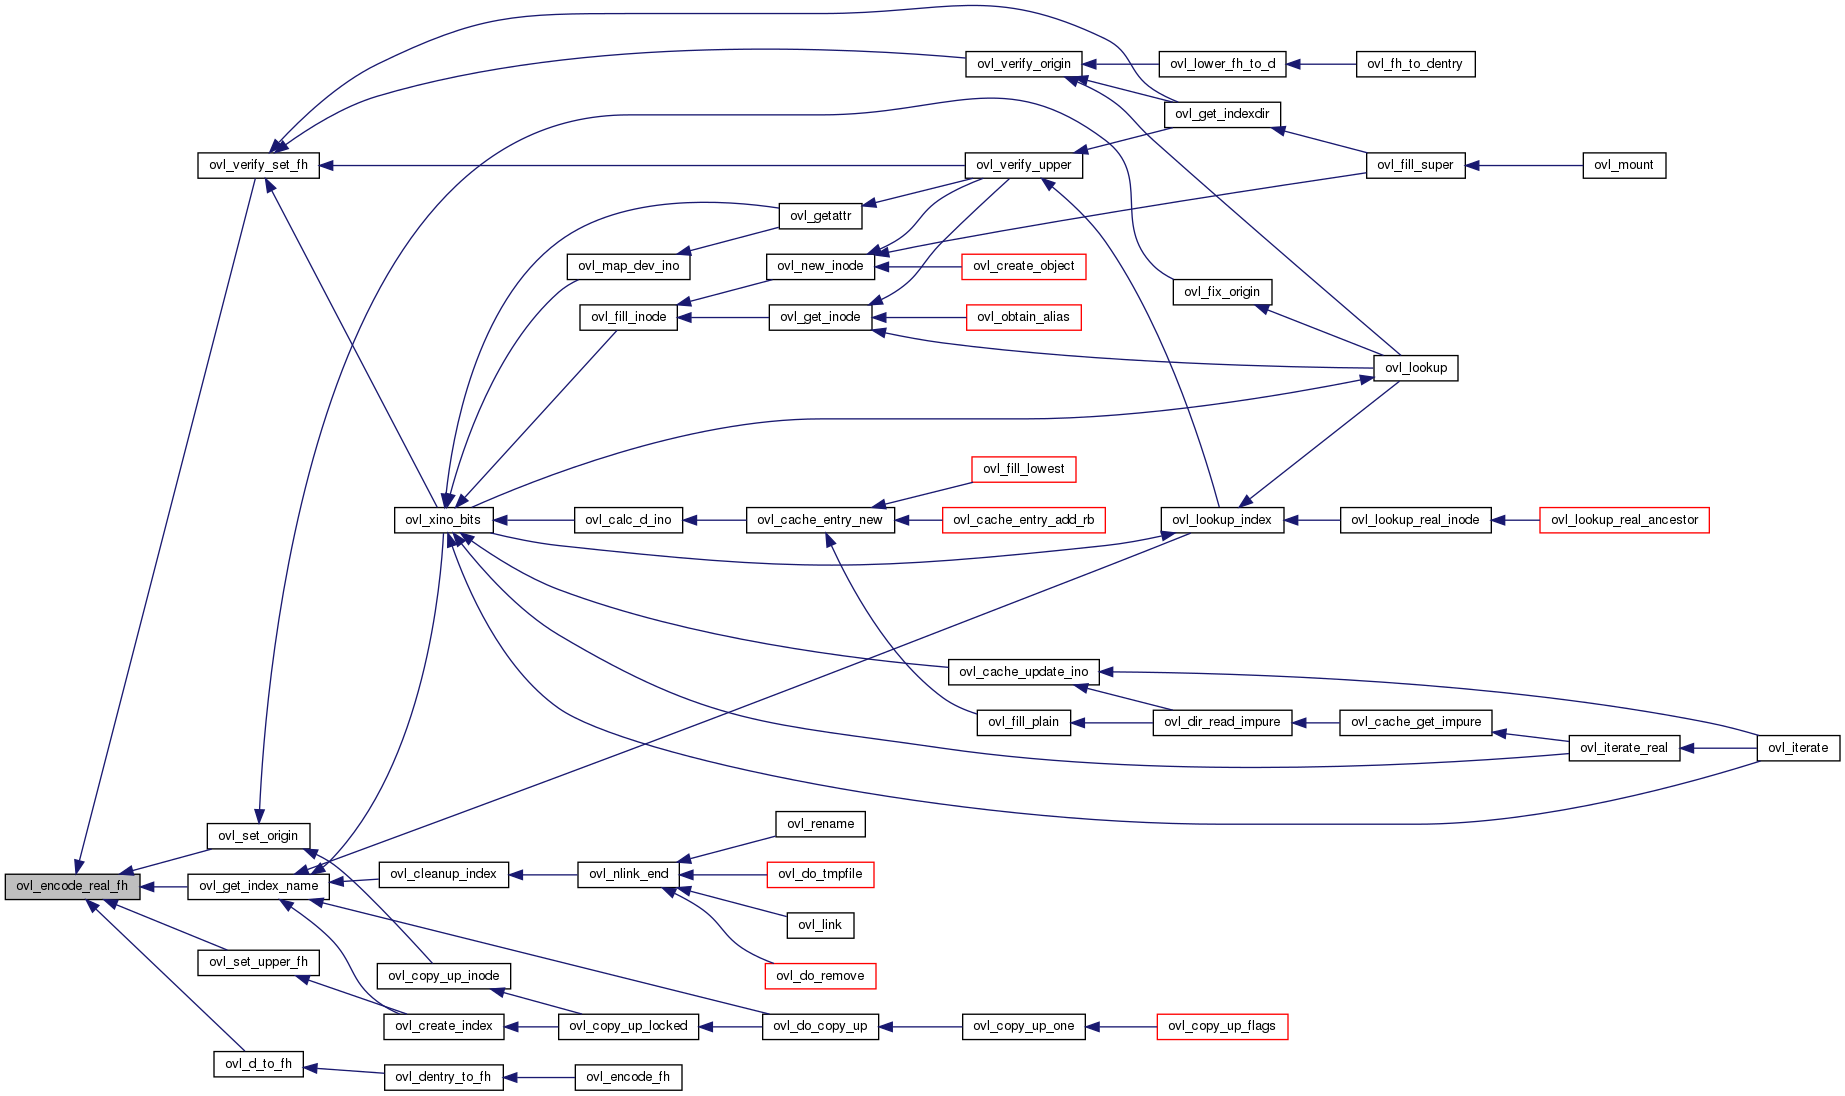 ovl_verify_origin
ovl_lower_fh_to_d
ovl_fh_to_dentry
ovl_get_indexdir
ovl_verify_set_fh
ovl_verify_upper
ovl_fill_super
ovl_mount
ovl_getattr
ovl_map_dev_ino
ovl_new_inode
ovl_create_object
ovl_fix_origin
ovl_fill_inode
ovl_get_inode
ovl_obtain_alias
ovl_lookup
ovl_fill_lowest
ovl_xino_bits
ovl_calc_d_ino
ovl_cache_entry_new
ovl_cache_entry_add_rb
ovl_lookup_index
ovl_lookup_real_inode
ovl_lookup_real_ancestor
ovl_cache_update_ino
ovl_fill_plain
ovl_dir_read_impure
ovl_cache_get_impure
ovl_iterate_real
ovl_iterate
ovl_rename
ovl_set_origin
ovl_encode_real_fh
ovl_get_index_name
ovl_cleanup_index
ovl_nlink_end
ovl_do_tmpfile
ovl_link
ovl_set_upper_fh
ovl_copy_up_inode
ovl_do_remove
ovl_create_index
ovl_copy_up_locked
ovl_do_copy_up
ovl_copy_up_one
ovl_copy_up_flags
ovl_d_to_fh
ovl_dentry_to_fh
ovl_encode_fh